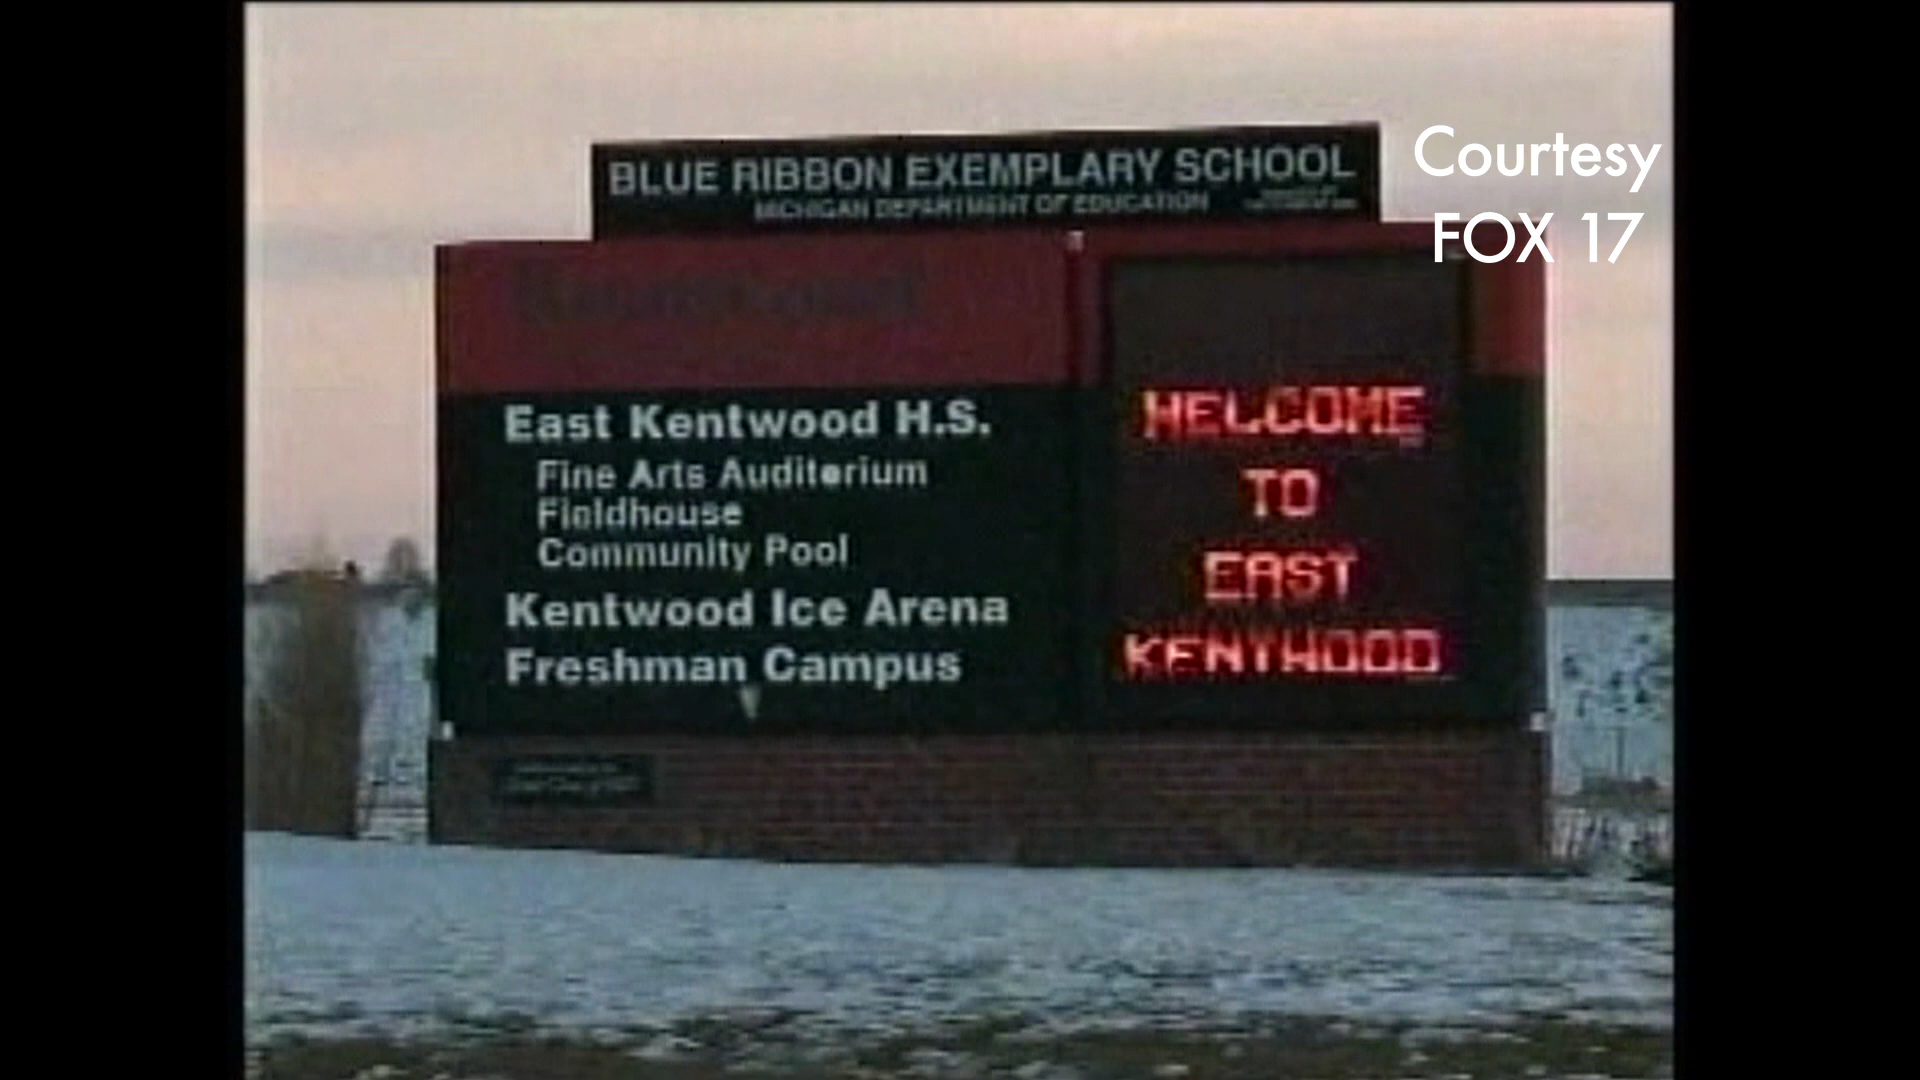 BLUE RIBBON EXEMPLARY SCHOOL
MICHIGAN DEPARTMENT OF EDUCATION
Courtesy
FOX 17
East Kentwood H.S.
Fine Arts Auditorium
Fieldhouse
Community Pool
Kentwood Ice Arena
Freshman Campus
WELCOME
TO
EAST
KENTWOOD